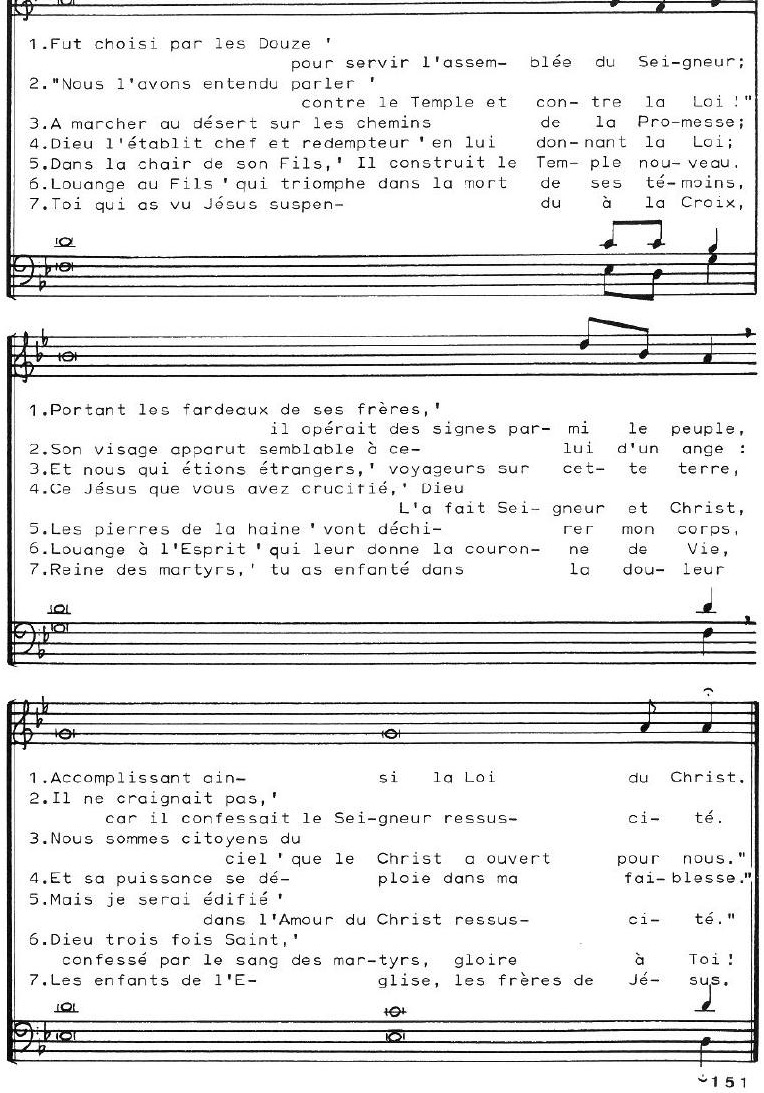 1.Fut choisi par les Douze '
pour servir l'assem- blée du Sei-gneur;
2."Nous l'avons entendu parler '
contre le Temple et con- tre la Loi !"
3.A marcher au désert sur les chemins de la Pro-messe;
4.Dieu l'établit chef et redempteur ' en lui don-nant la Loi;
5.Dans la chair de son Fils,' Il construit le Tem- ple nou-veau.
6.Louange au Fils ' qui triomphe dans la mort de ses té-moins,
7.Toi qui as vu Jésus suspen- du à la Croix,
1.Portant les fardeaux de ses frères,'
il opérait des signes par- mi le peuple,
2.Son visage apparut semblable à ce- lui d'un ange :
3.Et nous qui étions étrangers,' voyageurs sur cet- te terre,
4.Ce Jésus que vous avez crucifié,' Dieu
L'a fait Sei- gneur et Christ,
5.Les pierres de la haine ' vont déchi- rer mon corps,
6.Louange à l'Esprit ' qui leur donne la couron- ne de Vie,
7.Reine des martyrs,' tu as enfanté dans la dou- leur
1.Accomplissant ain- si la Loi du Christ.
2.Il ne craignait pas,'
car il confessait le Sei-gneur ressus- ci- té.
3.Nous sommes citoyens du
ciel ' que le Christ a ouvert pour nous."
4.Et sa puissance se dé- ploie dans ma fai-blesse."
5.Mais je serai édifié '
dans l'Amour du Christ ressus- ci- té."
6.Dieu trois fois Saint,'
confessé par le sang des mar-tyrs, gloire à Toi!
7.Les enfants de l'E- glise, les frères de Jé- sus.
151